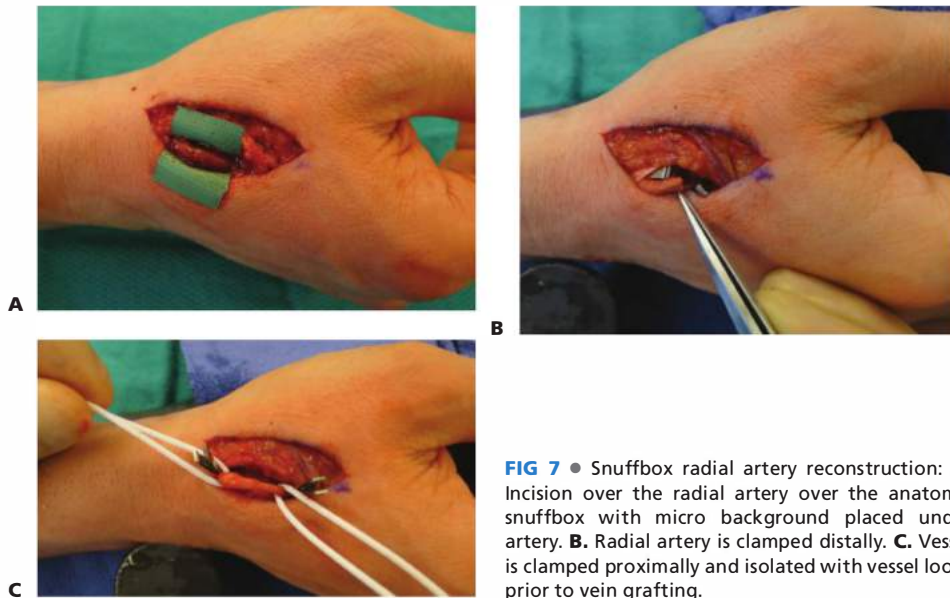 A
B
C
FIG 7 ● Snuffbox radial artery reconstruction:
Incision over the radial artery over the anatom
snuffbox with micro background placed und
artery. B. Radial artery is clamped distally. C. Vess
is clamped proximally and isolated with vessel loo
prior to vein grafting.